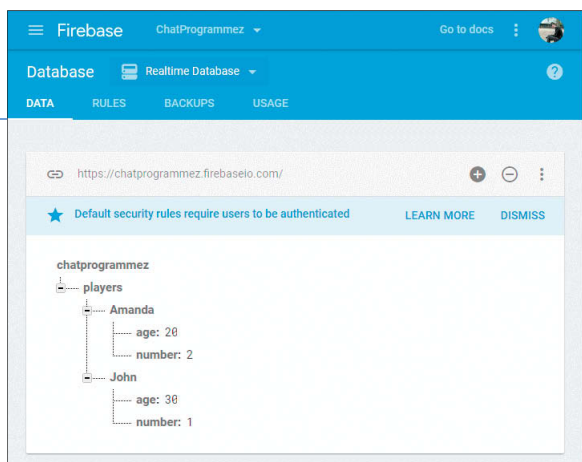 Firebase ChatProgrammez Go to docs
Database Realtime Database ?
DATA RULES BACKUPS USAGE
https://chatprogrammez.firebaseio.com/
Default security rules require users to be authenticated LEARN MORE DISMISS
chatprogrammez
players
Amanda
age: 20
number: 2
John
age: 30
number: 1